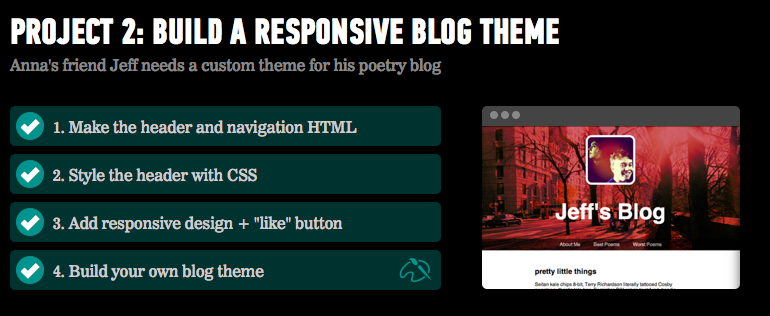 PROJECT 2: BUILD A RESPONSIVE BLOG THEME
Anna's friend Jeff needs a custom theme for his poetry blog
1. Make the header and navigation HTML
2. Style the header with CSS
3. Add responsive design + "like" button
4. Build your own blog theme
Jeff's Blog
About Me Best Poems Worst Poems
pretty little things
Seitan kale chips 8-bit, Terry Richardson literally tattooed Cosby